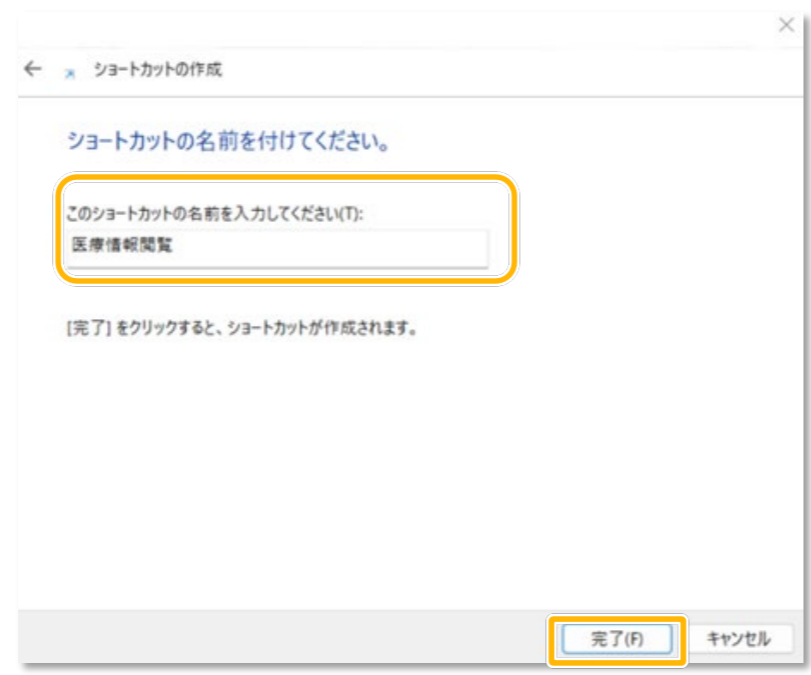 ショートカットの作成
ショートカットの名前を付けてください。
このショートカットの名前を入力してください(T):
医療情報閲覧
[完了] をクリックすると、ショートカットが作成されます。
完了(F) キャンセル